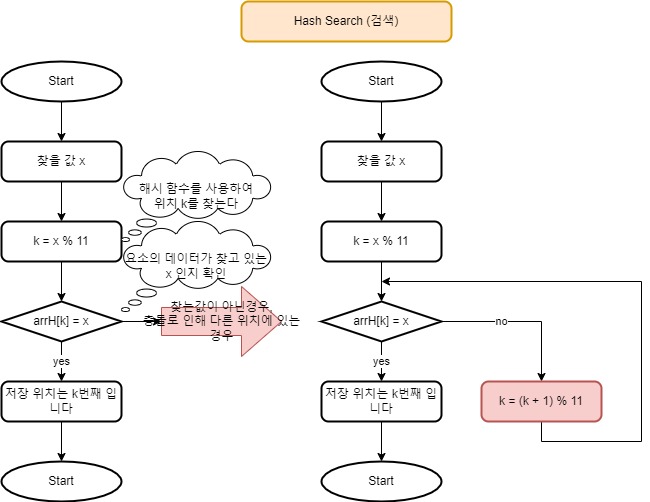 Hash Search (검색)
Start
찾을 값 x
해시 함수를 사용하여
위치 k를 찾는다
k = x % 11
요소의 데이터가 찾고 있는
x 인지 확인
arrH[k] = x
찾는값이 아닌경우,
충돌로 인해 다른 위치에 있는
경우
yes
저장 위치는 k번째 입
니다
Start
Start
찾을 값 x
k = x % 11
arrH[k] = x
no
yes
k = (k + 1) % 11
저장 위치는 k번째 입
니다
Start